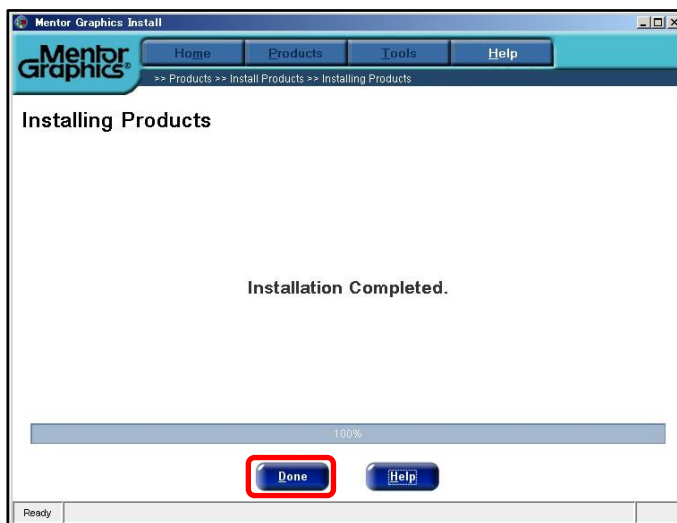 Mentor Graphics Install
Mentor Graphics®
Home Products Tools Help
>> Products >> Install Products >> Installing Products
Installing Products
Installation Completed.
100%
Done Help
Ready